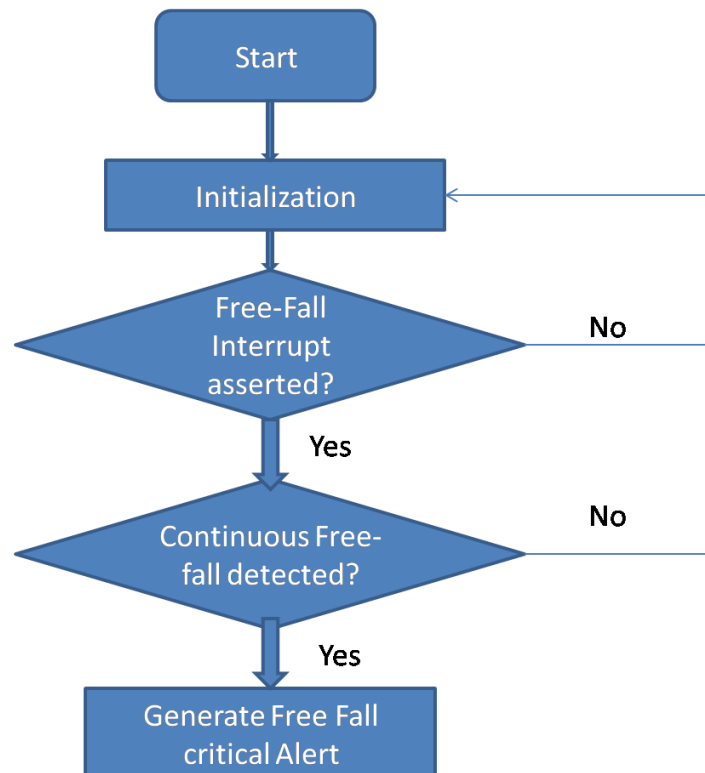 Start
Initialization
Free-Fall
Interrupt
asserted?
No
Yes
Continuous Free-
fall detected?
No
Yes
Generate Free Fall
critical Alert